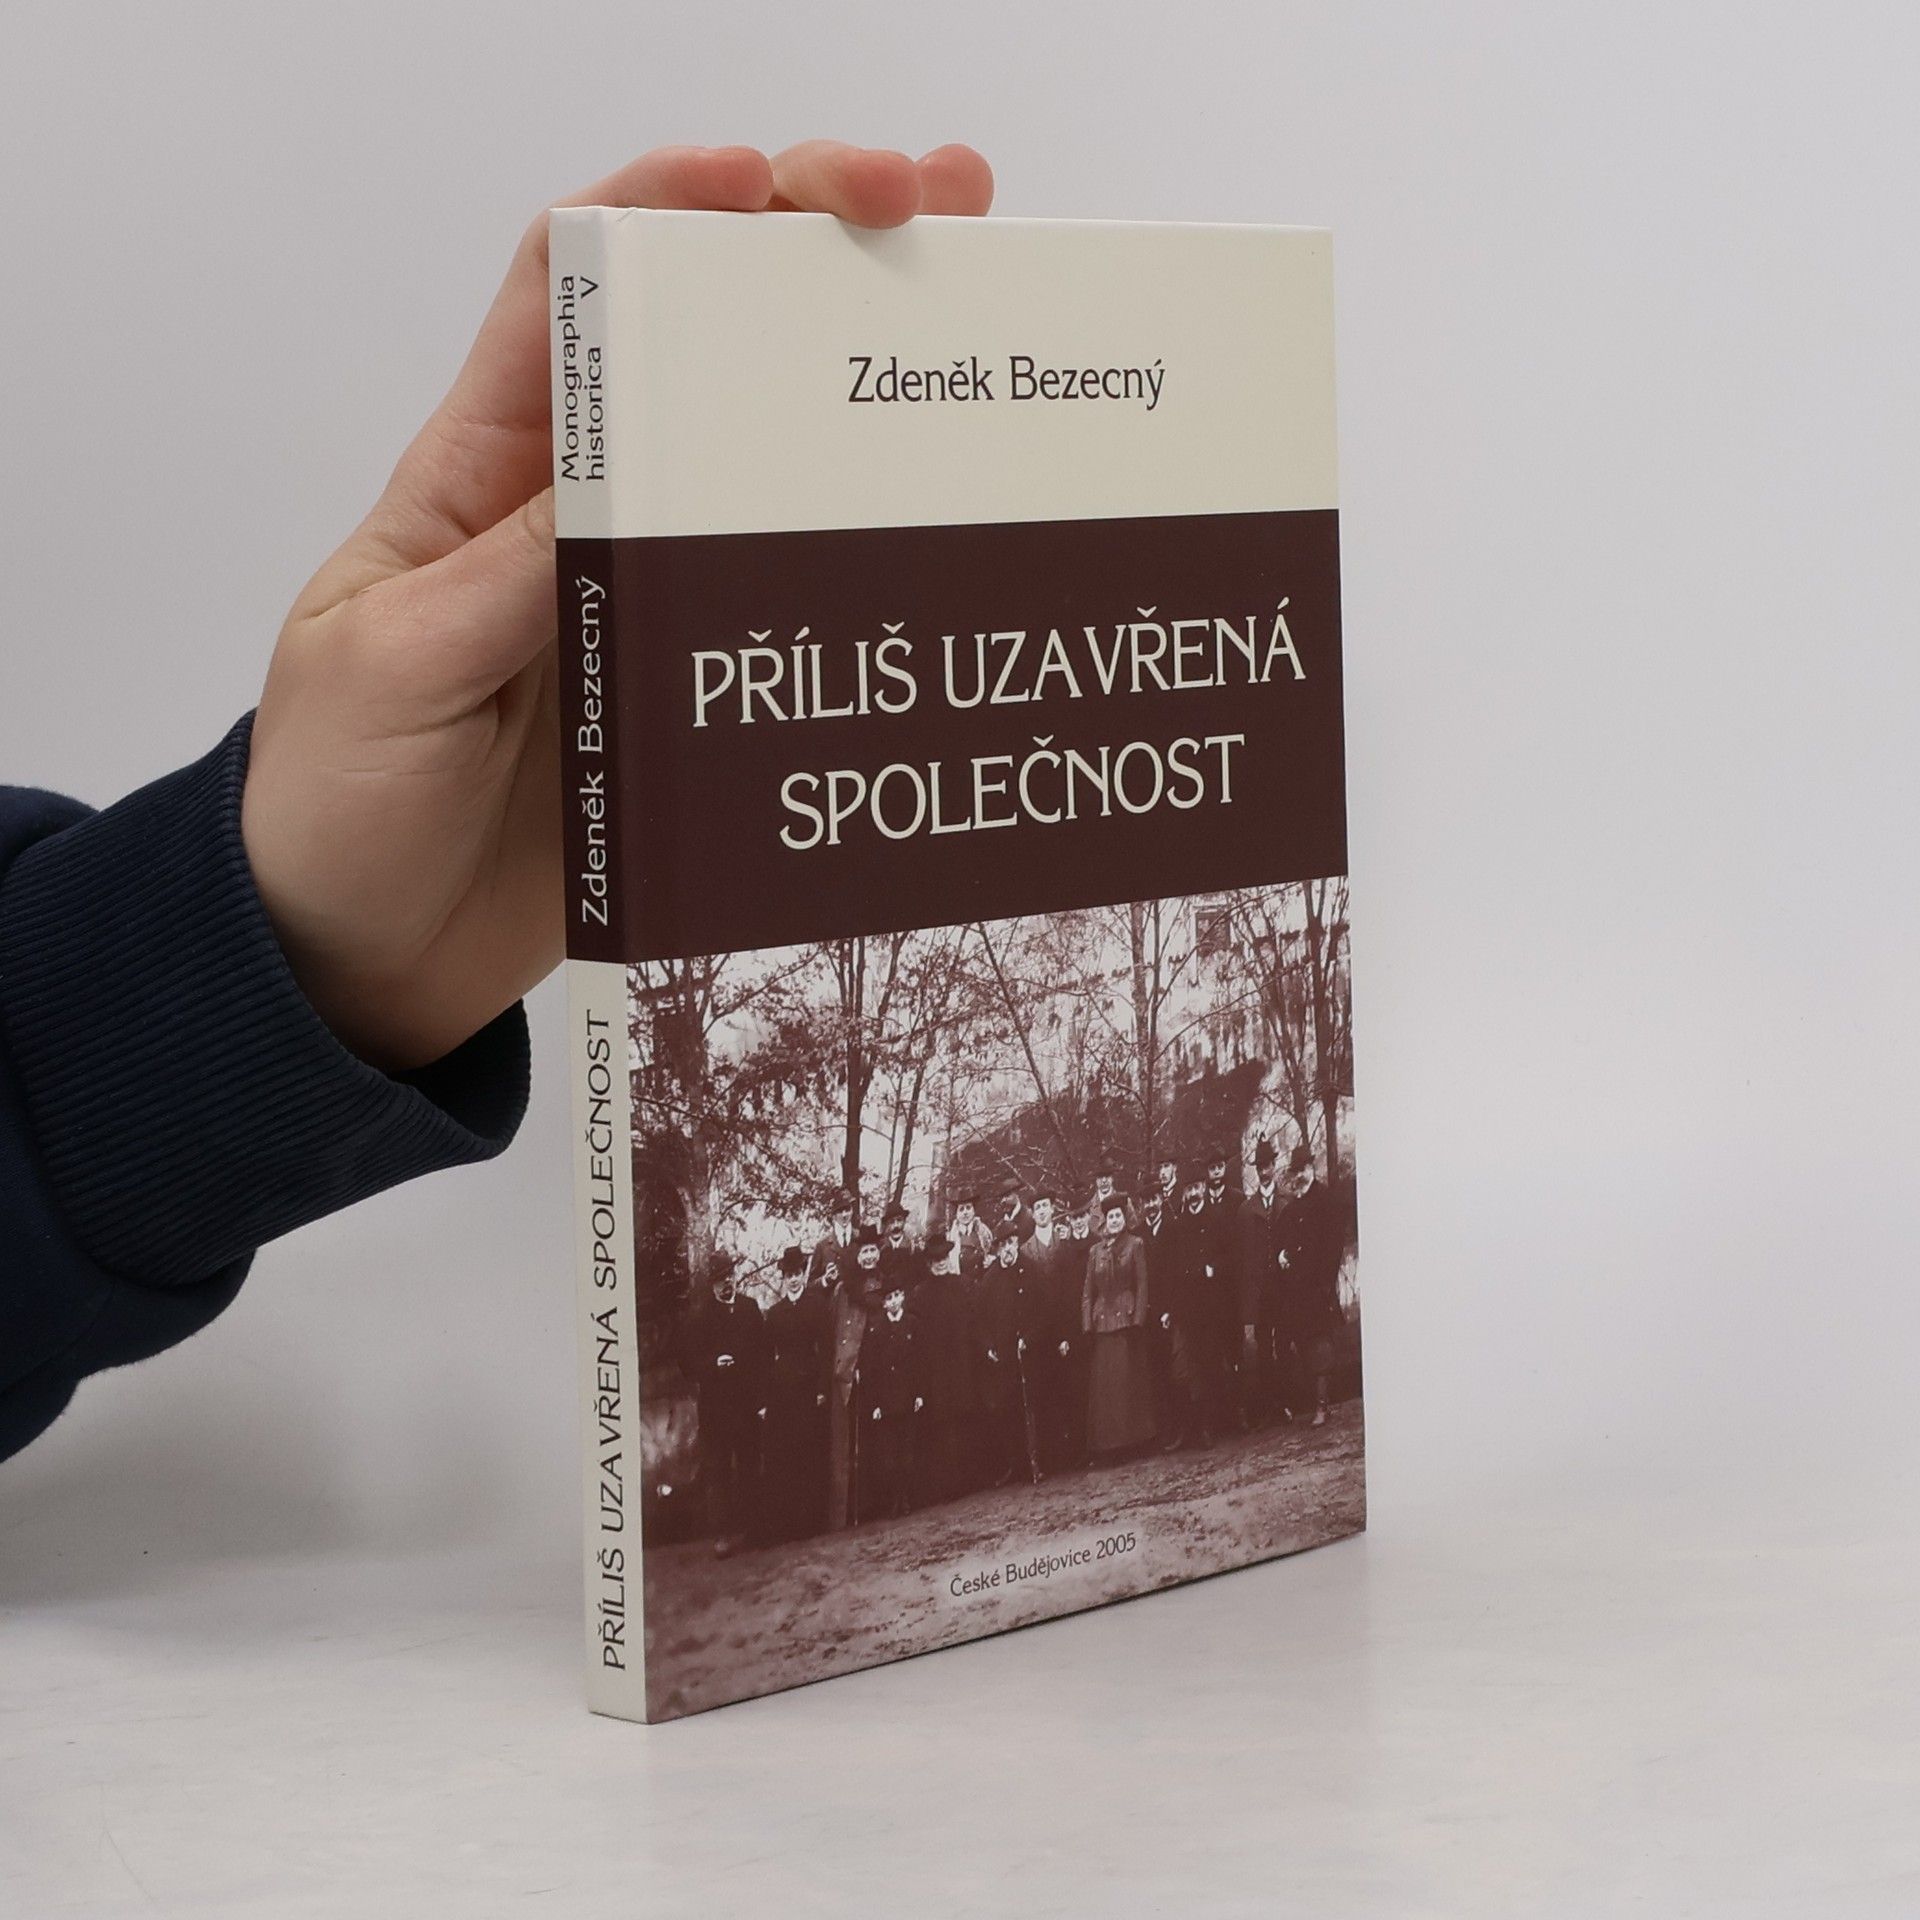 Monographia
historica V
Zdeněk Bezecný
PŘÍLIŠ UZAVŘENÁ SPOLEČNOST
Zdeněk Bezecný
PŘÍLIŠ UZAVŘENÁ
SPOLEČNOST
České Budějovice 2005